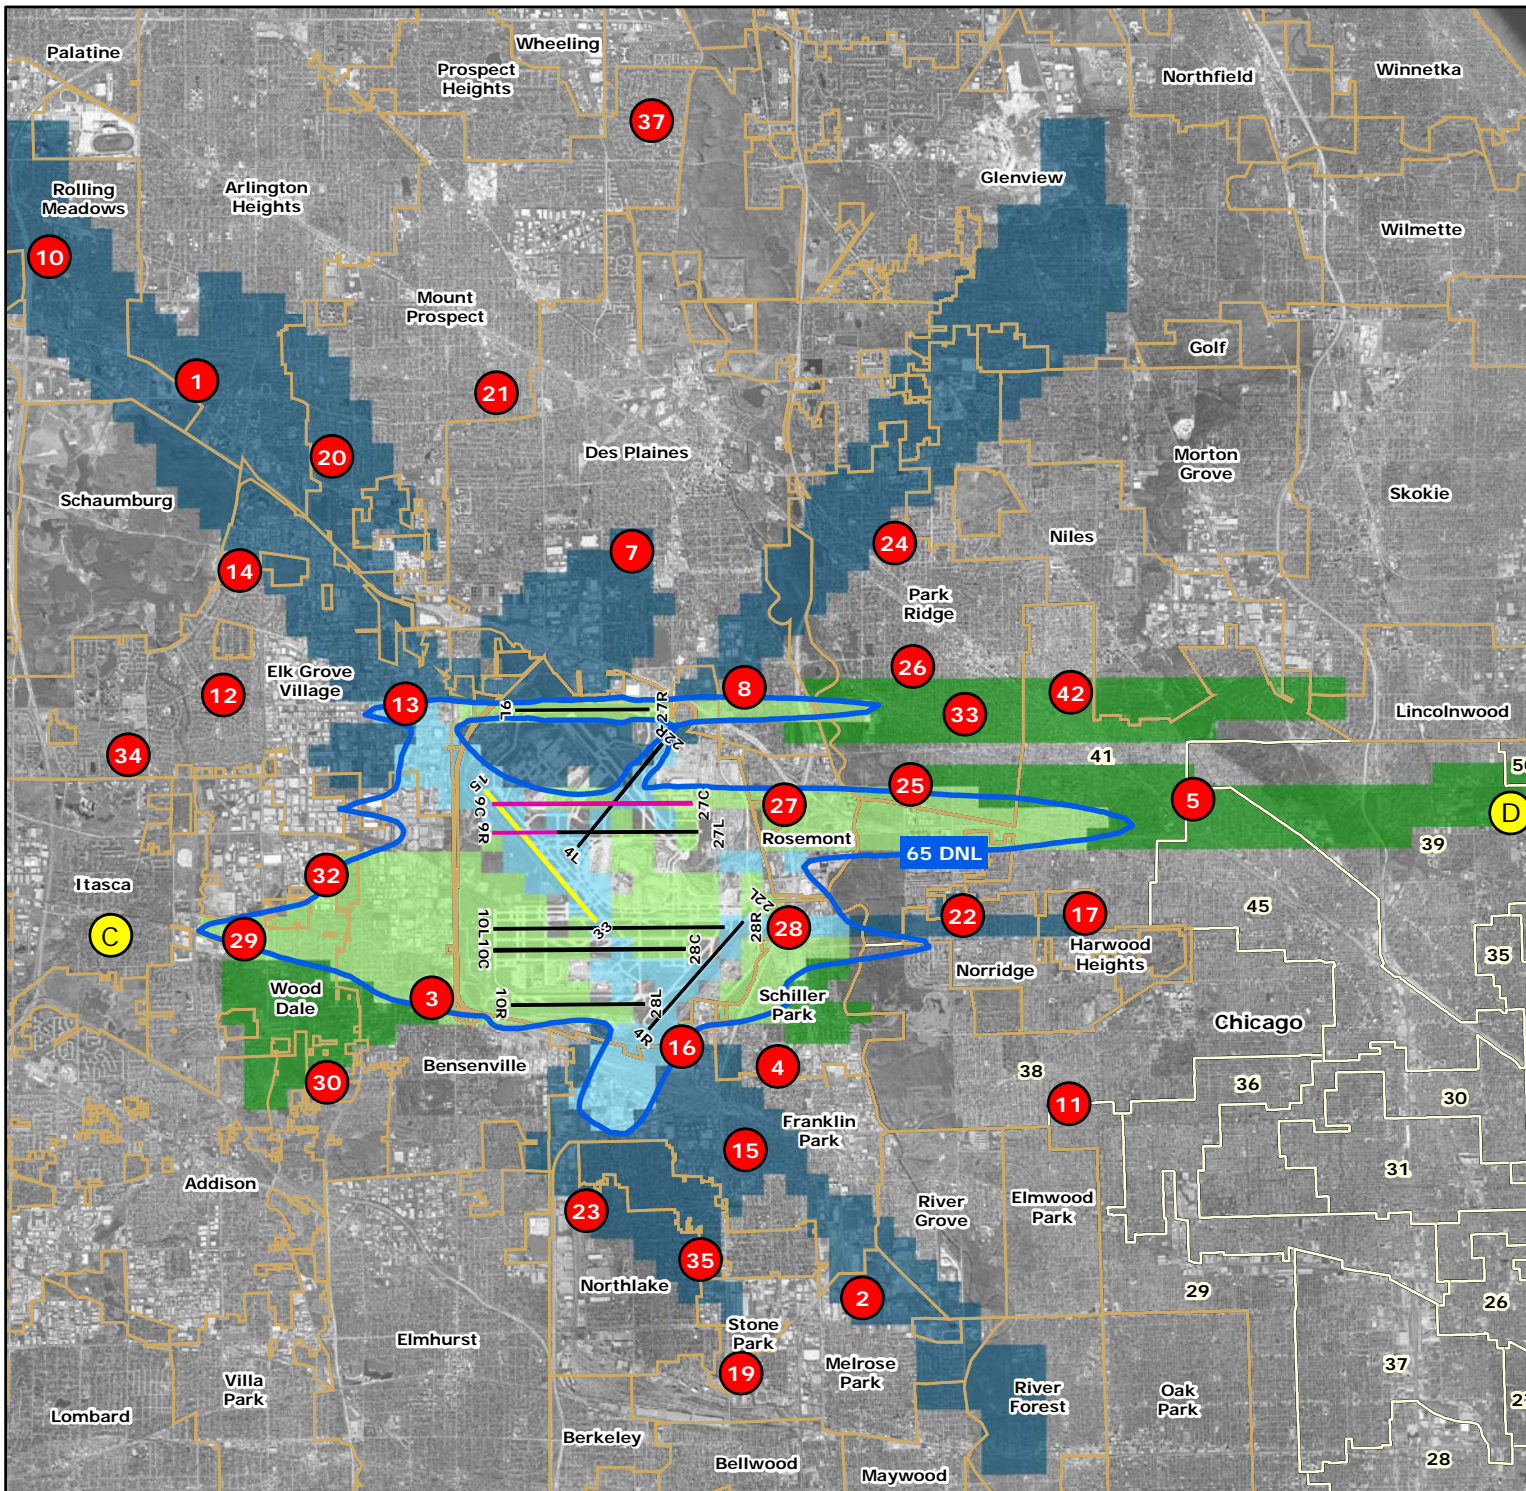 Palatine
Wheeling
Prospect
Heights
Northfield
Winnetka
37
Rolling
Meadows
Arlington
Heights
Glenview
Wilmette
10
Mount
Prospect
Golf
1
21
20
Des Plaines
Morton
Grove
Skokie
Schaumburg
14
7
24
Niles
Park
Ridge
12
Elk Grove
Village
13
8
26
42
33
Lincolnwood
9L
27R
22R
34
41
50
15
9C
9R
27C
27L
4L
27
Rosemont
25
5
D
39
65 DNL
Itasca
32
C
29
10L
10C
33
22L
28R
28C
28
22
17
45
35
Norridge
Harwood
Heights
Wood
Dale
3
10R
28L
4R
Schiller
Park
Chicago
Bensenville
16
4
30
38
36
30
11
Franklin
Park
15
31
Addison
23
River
Grove
Elmwood
Park
35
Northlake
2
29
26
Stone
Park
Elmhurst
19
Melrose
Park
37
Villa
Park
River
Forest
Oak
Park
Lombard
Berkeley
Bellwood
Maywood
28